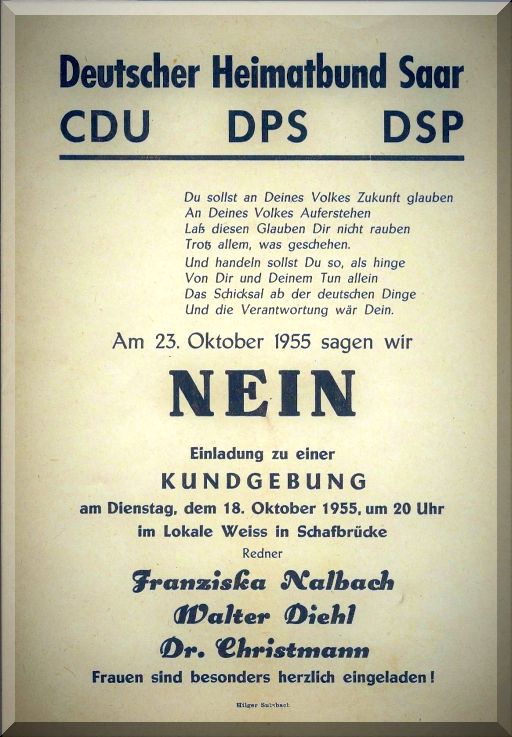 Deutscher Heimatbund Saar
CDU DPS DSP
Du sollst an Deines Volkes Zukunft glauben
An Deines Volkes Auferstehen
Laß diesen Glauben Dir nicht rauben
Trotz allem, was geschehen.
Und handeln sollst Du so, als hinge
Von Dir und Deinem Tun allein
Das Schicksal ab der deutschen Dinge
Und die Verantwortung wär Dein.
Am 23. Oktober 1955 sagen wir
NEIN
Einladung zu einer
KUNDGEBUNG
am Dienstag, dem 18. Oktober 1955, um 20 Uhr
im Lokale Weiss in Schafbrücke
Redner
Franziska Nalbach
Walter Diehl
Dr. Christmann
Frauen sind besonders herzlich eingeladen!
Hilger Sulzbach